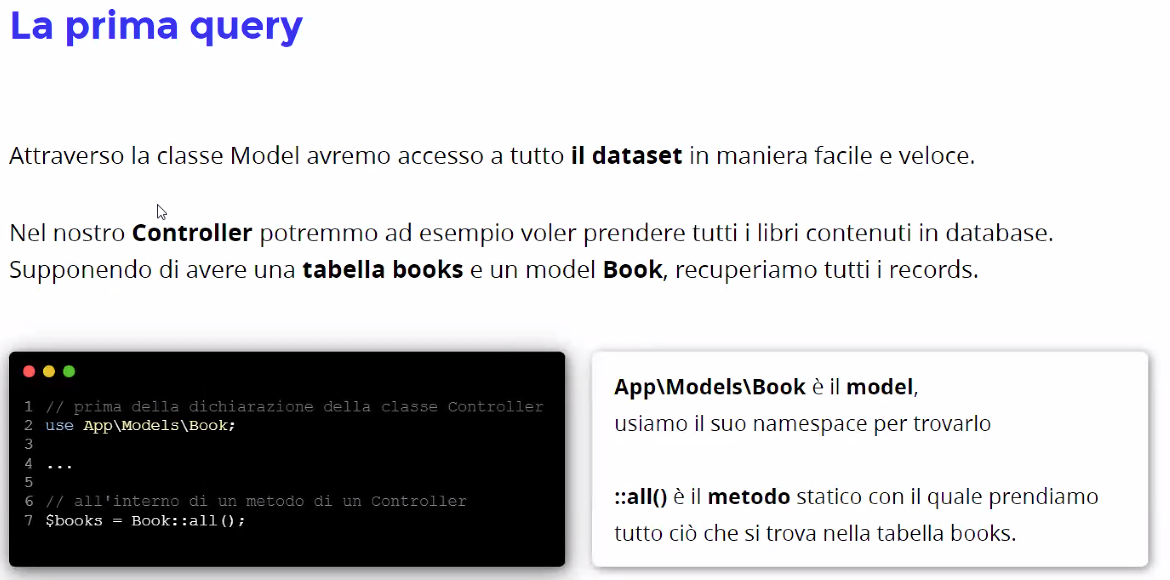 La prima query
Attraverso la classe Model avremo accesso a tutto il dataset in maniera facile e veloce.
Nel nostro Controller potremmo ad esempio voler prendere tutti i libri contenuti in database.
Supponendo di avere una tabella books e un model Book, recuperiamo tutti i records.
1 // prima della dichiarazione della classe Controller
2 use App\Models\Book;
3
4 ...
5
6 // all'interno di un metodo di un Controller
7 $books = Book::all();
App\Models\Book è il model,
usiamo il suo namespace per trovarlo
::all() è il metodo statico con il quale prendiamo
tutto ciò che si trova nella tabella books.